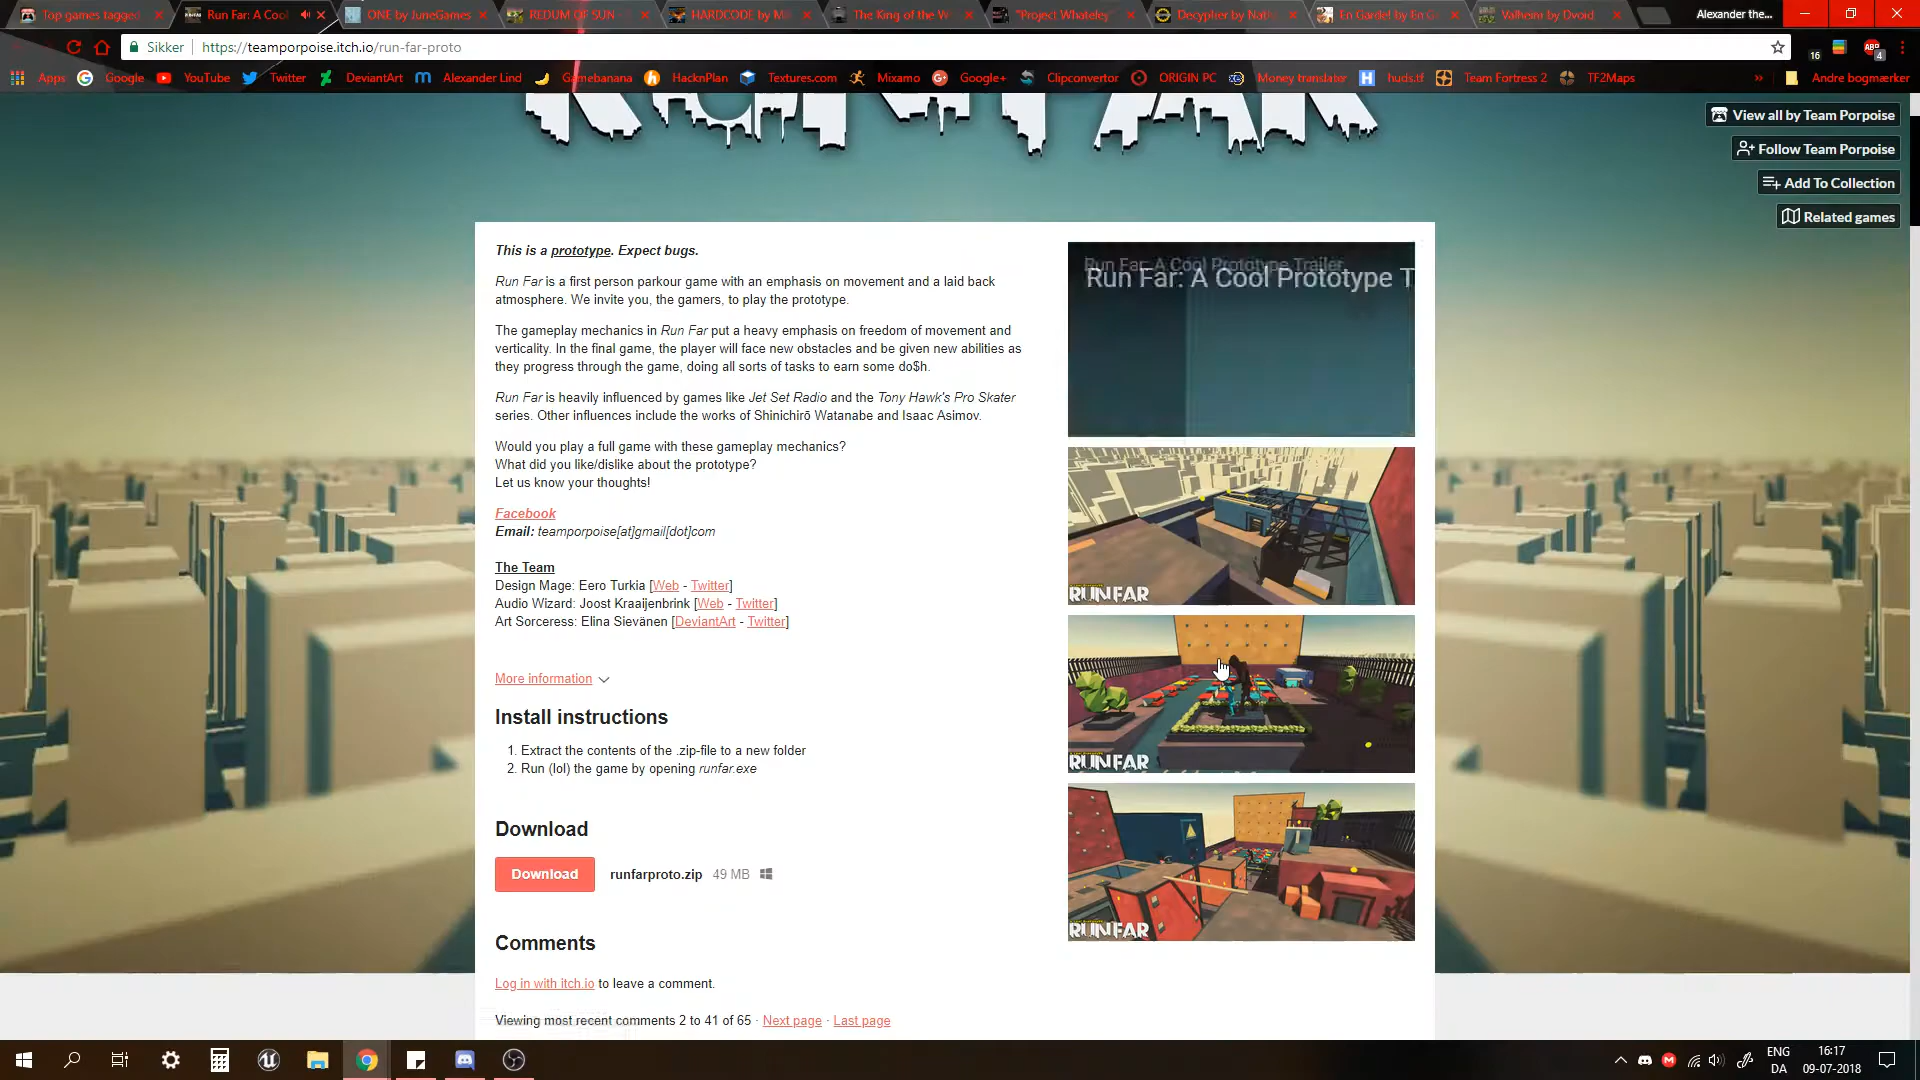 Top games tagged
Run Far: A Cool
ONE by JuneGames
REDUM OF SUN
HARDCODE by
The King of the W
"Project Whateley
Decypher by Nath
En Garde! by En G
Valheim by Dvoid
Alexander the...
Sikker
https://teamporpoise.itch.io/run-far-proto
16
ABP
4
Apps
Google
YouTube
Twitter
DeviantArt
Alexander Lind
Gamebanana
HacknPlan
Textures.com
Mixamo
Google+
Clipconvertor
ORIGIN PC
Money translator
huds.tf
Team Fortress 2
TF2Maps
»
Andre bogmærker
RUN FAR
View all by Team Porpoise
Follow Team Porpoise
Add To Collection
Related games
This is a prototype. Expect bugs.
Run Far is a first person parkour game with an emphasis on movement and a laid back
atmosphere. We invite you, the gamers, to play the prototype.
The gameplay mechanics in Run Far put a heavy emphasis on freedom of movement and
verticality. In the final game, the player will face new obstacles and be given new abilities as
they progress through the game, doing all sorts of tasks to earn some do$h.
Run Far is heavily influenced by games like Jet Set Radio and the Tony Hawk's Pro Skater
series. Other influences include the works of Shinichirō Watanabe and Isaac Asimov.
Would you play a full game with these gameplay mechanics?
What did you like/dislike about the prototype?
Let us know your thoughts!
Facebook
Email: teamporpoise[at]gmail[dot]com
The Team
Design Mage: Eero Turkia [Web - Twitter]
Audio Wizard: Joost Kraaijenbrink [Web - Twitter]
Art Sorceress: Elina Sievänen [DeviantArt - Twitter]
More information
Install instructions
1. Extract the contents of the .zip-file to a new folder
2. Run (lol) the game by opening runfar.exe
Download
Download
runfarproto.zip 49 MB
Comments
Log in with itch.io to leave a comment.
Viewing most recent comments 2 to 41 of 65 · Next page · Last page
Run Far: A Cool Prototype Trailer
Run Far: A Cool Prototype T
RUN FAR
RUN FAR
RUN FAR
ENG
DA
16:17
09-07-2018